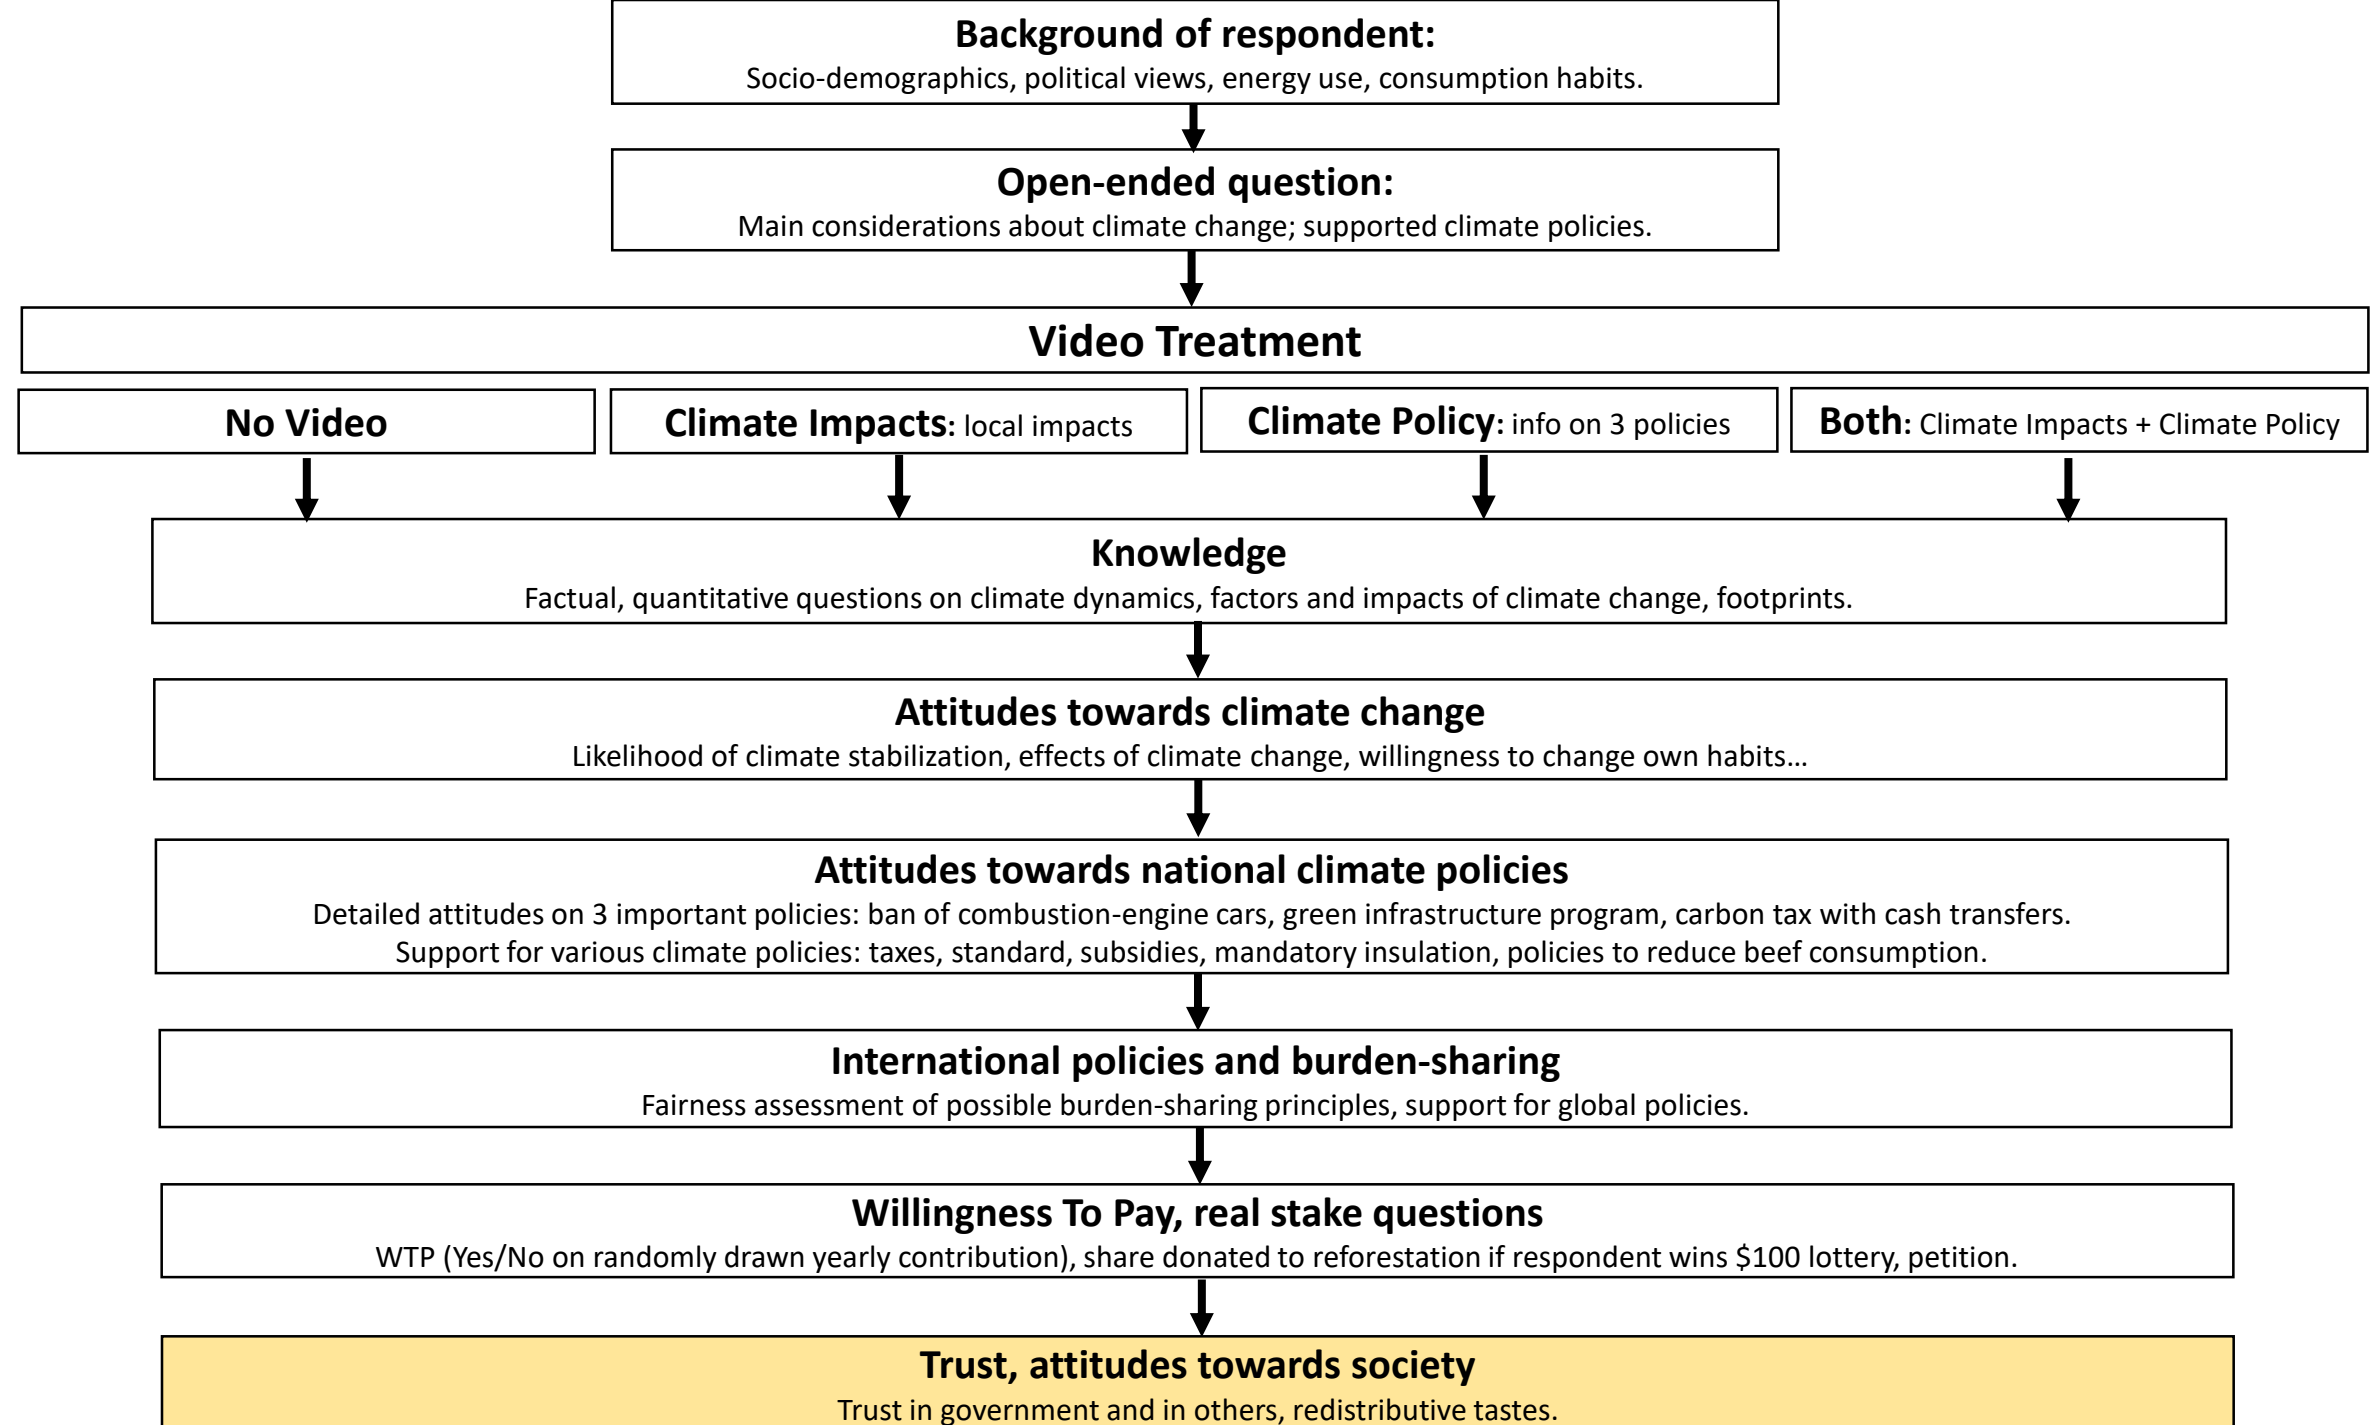 Background of respondent:
Socio-demographics, political views, energy use, consumption habits.
Open-ended question:
Main considerations about climate change; supported climate policies.
Video Treatment
No Video
Climate Impacts: local impacts
Climate Policy: info on 3 policies
Both: Climate Impacts + Climate Policy
Knowledge
Factual, quantitative questions on climate dynamics, factors and impacts of climate change, footprints.
Attitudes towards climate change
Likelihood of climate stabilization, effects of climate change, willingness to change own habits…
Attitudes towards national climate policies
Detailed attitudes on 3 important policies: ban of combustion-engine cars, green infrastructure program, carbon tax with cash transfers.
Support for various climate policies: taxes, standard, subsidies, mandatory insulation, policies to reduce beef consumption.
International policies and burden-sharing
Fairness assessment of possible burden-sharing principles, support for global policies.
Willingness To Pay, real stake questions
WTP (Yes/No on randomly drawn yearly contribution), share donated to reforestation if respondent wins $100 lottery, petition.
Trust, attitudes towards society
Trust in government and in others, redistributive tastes.